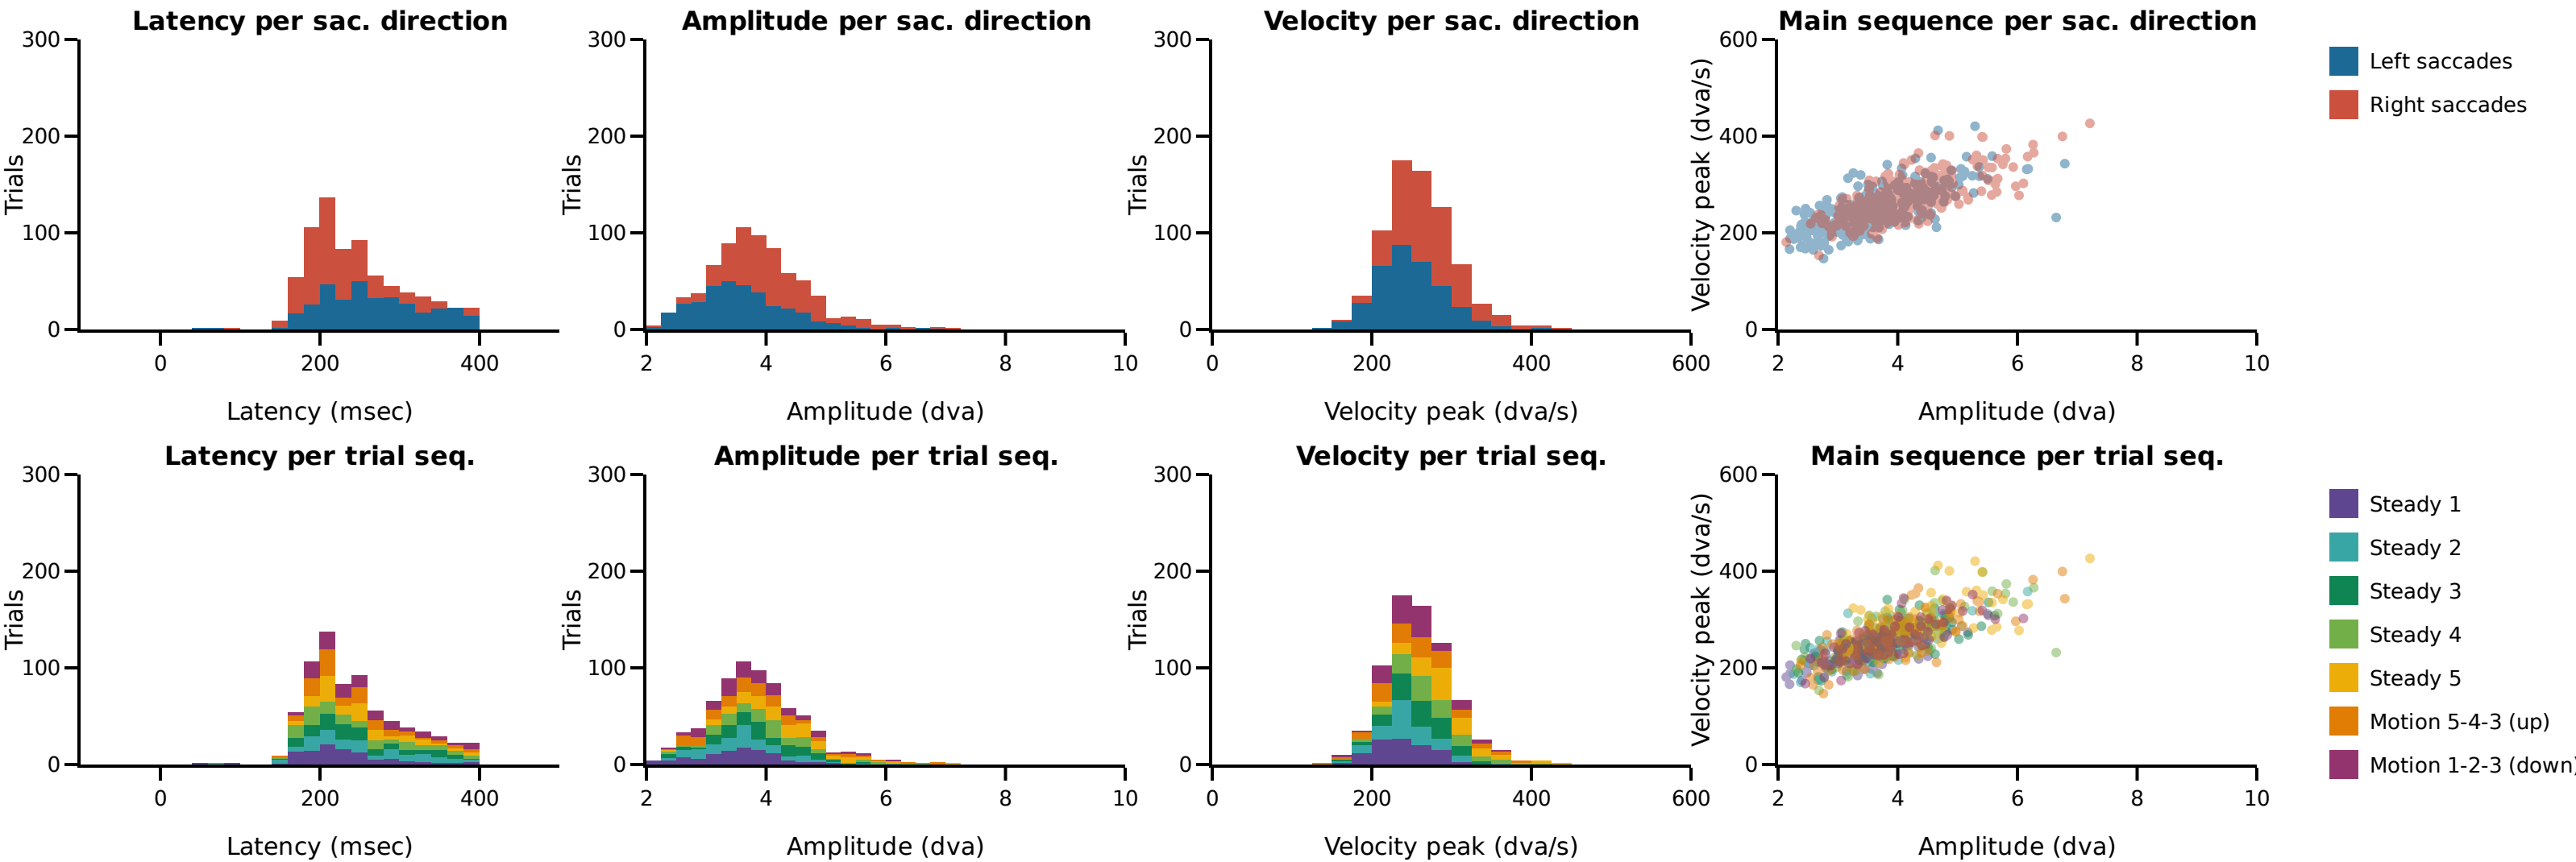 Latency per sac. direction
Amplitude per sac. direction
Velocity per sac. direction
Main sequence per sac. direction
300
200
100
0
Trials
0
200
400
Latency (msec)
300
200
100
0
Trials
2
4
6
8
10
Amplitude (dva)
300
200
100
0
Trials
0
200
400
600
Velocity peak (dva/s)
600
400
200
0
Velocity peak (dva/s)
2
4
6
8
10
Amplitude (dva)
Left saccades
Right saccades
Latency per trial seq.
Amplitude per trial seq.
Velocity per trial seq.
Main sequence per trial seq.
300
200
100
0
Trials
0
200
400
Latency (msec)
300
200
100
0
Trials
2
4
6
8
10
Amplitude (dva)
300
200
100
0
Trials
0
200
400
600
Velocity peak (dva/s)
600
400
200
0
Velocity peak (dva/s)
2
4
6
8
10
Amplitude (dva)
Steady 1
Steady 2
Steady 3
Steady 4
Steady 5
Motion 5-4-3 (up)
Motion 1-2-3 (down)